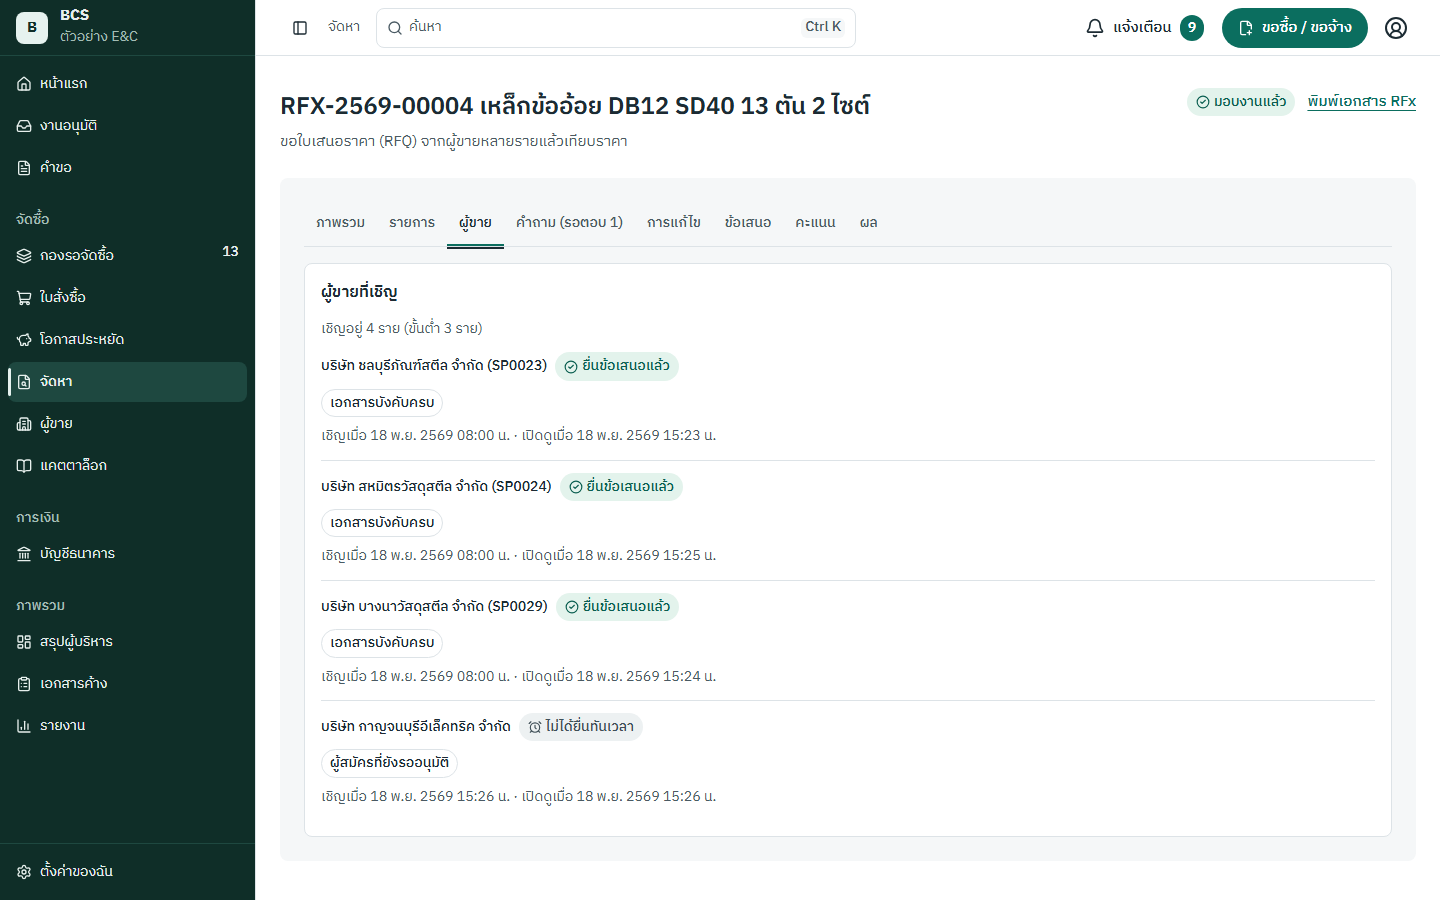 B
BCS
ตัวอย่าง E&C
หน้าแรก
งานอนุมัติ
คำขอ
จัดซื้อ
กองรอจัดซื้อ 13
ใบสั่งซื้อ
โอกาสประหยัด
จัดหา
ผู้ขาย
แคตตาล็อก
การเงิน
บัญชีธนาคาร
ภาพรวม
สรุปผู้บริหาร
เอกสารค้าง
รายงาน
ตั้งค่าของฉัน
จัดหา
ค้นหา Ctrl K
แจ้งเตือน 9
ขอซื้อ / ขอจ้าง
RFX-2569-00004 เหล็กข้ออ้อย DB12 SD40 13 ตัน 2 ไซต์
มอบงานแล้ว
พิมพ์เอกสาร RFx
ขอใบเสนอราคา (RFQ) จากผู้ขายหลายรายแล้วเทียบราคา
ภาพรวม รายการ ผู้ขาย คำถาม (รอตอบ 1) การแก้ไข ข้อเสนอ คะแนน ผล
ผู้ขายที่เชิญ
เชิญอยู่ 4 ราย (ขั้นต่ำ 3 ราย)
บริษัท ชลบุรีภัณฑ์สตีล จำกัด (SP0023) ยื่นข้อเสนอแล้ว
เอกสารบังคับครบ
เชิญเมื่อ 18 พ.ย. 2569 08:00 น. · เปิดดูเมื่อ 18 พ.ย. 2569 15:23 น.
บริษัท สหมิตรวัสดุสตีล จำกัด (SP0024) ยื่นข้อเสนอแล้ว
เอกสารบังคับครบ
เชิญเมื่อ 18 พ.ย. 2569 08:00 น. · เปิดดูเมื่อ 18 พ.ย. 2569 15:25 น.
บริษัท บางนาวัสดุสตีล จำกัด (SP0029) ยื่นข้อเสนอแล้ว
เอกสารบังคับครบ
เชิญเมื่อ 18 พ.ย. 2569 08:00 น. · เปิดดูเมื่อ 18 พ.ย. 2569 15:24 น.
บริษัท กาญจนบุรีอีเล็คทริค จำกัด ไม่ได้ยื่นทันเวลา
ผู้สมัครที่ยังรออนุมัติ
เชิญเมื่อ 18 พ.ย. 2569 15:26 น. · เปิดดูเมื่อ 18 พ.ย. 2569 15:26 น.